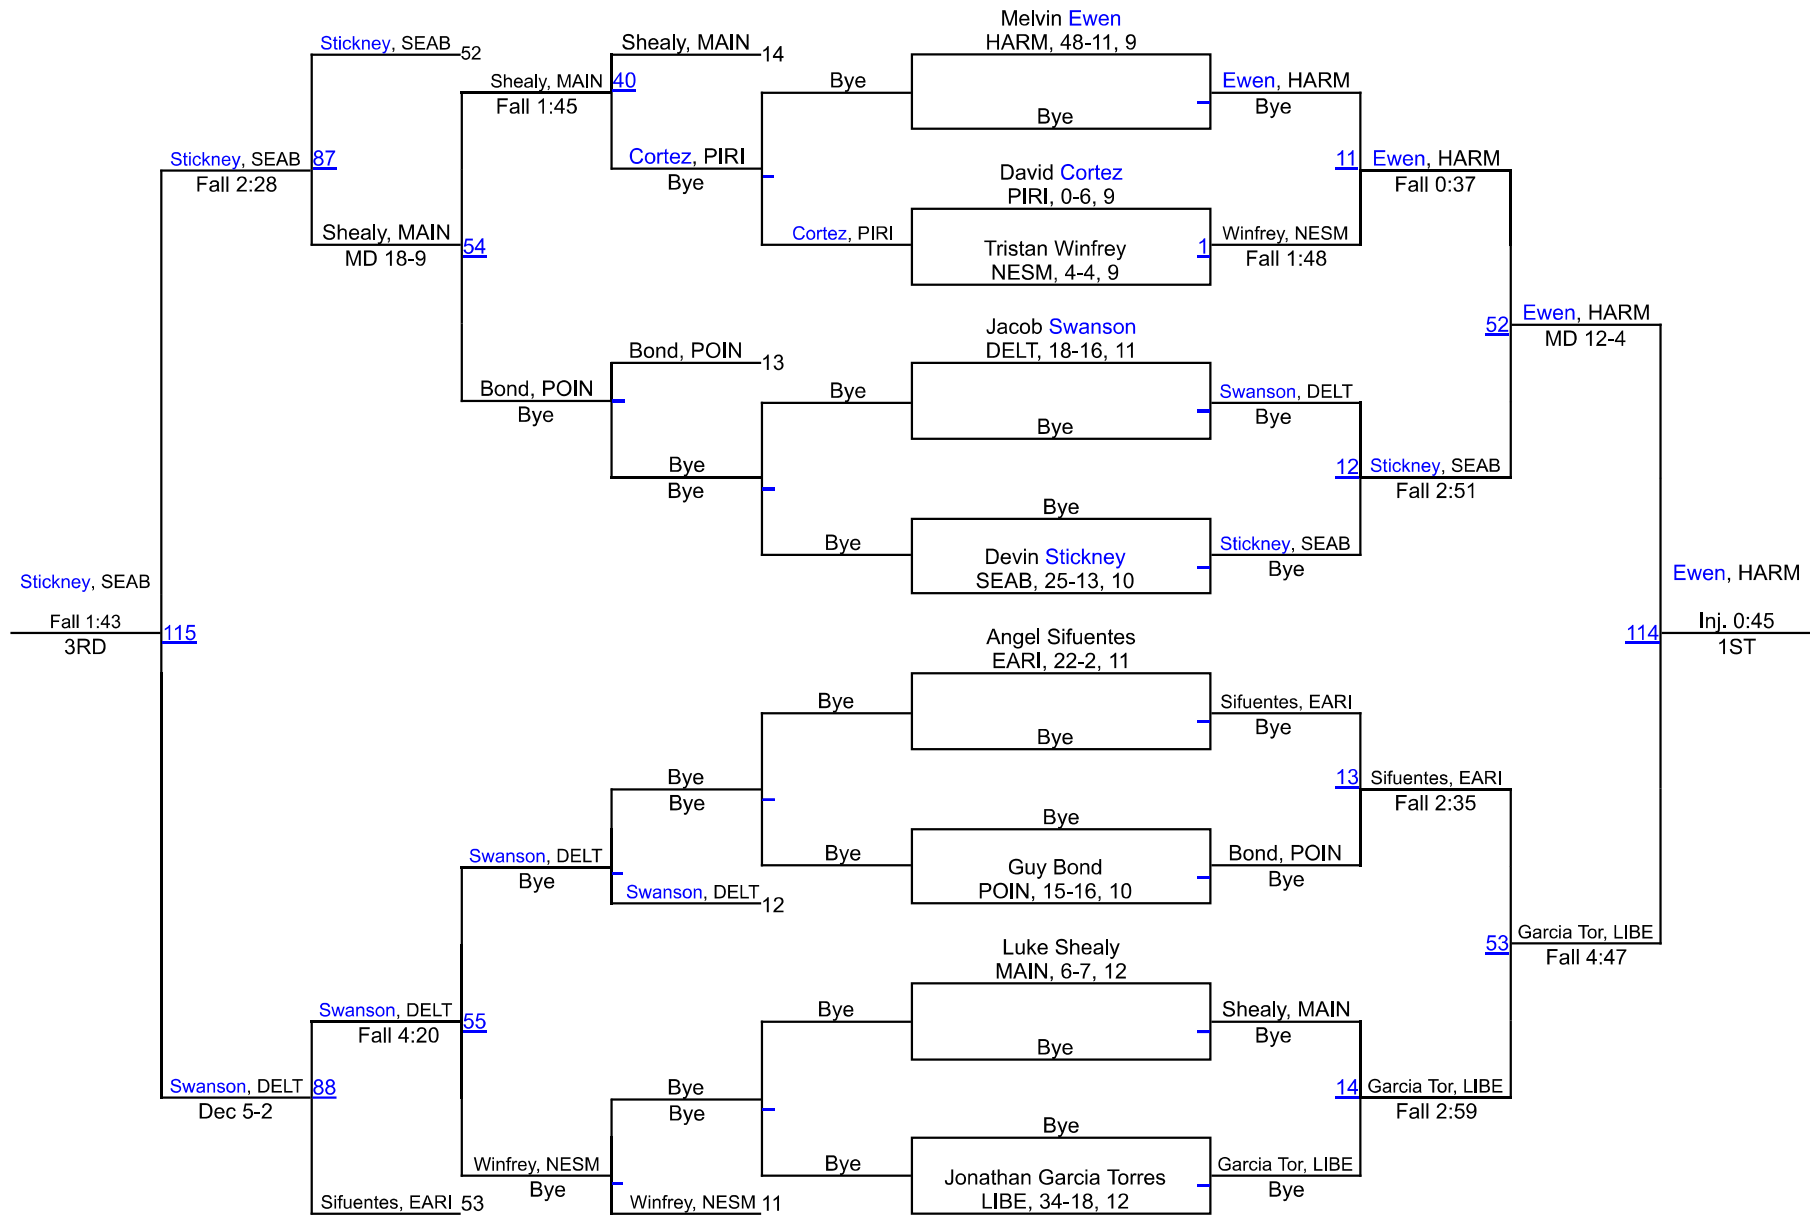 Stickney, SEAB
52
Stickney, SEAB
87
Fall 2:28
Shealy, MAIN
40
Fall 1:45
Shealy, MAIN
14
Cortez, PIRI
Bye
Shealy, MAIN
54
MD 18-9
Bond, POIN
Bye
Bond, POIN
13
Bye
Bye
Stickney, SEAB
Fall 1:43
115
3RD
Swanson, DELT
88
Dec 5-2
Swanson, DELT
55
Fall 4:20
Swanson, DELT
Bye
Bye
Bye
Swanson, DELT
12
Winfrey, NESM
Bye
Bye
Bye
Winfrey, NESM
11
Sifuentes, EARI
53
Bye
Cortez, PIRI
Bye
Bye
Bye
Bye
Bye
Bye
Melvin Ewen
HARM, 48-11, 9
Bye
David Cortez
PIRI, 0-6, 9
Tristan Winfrey
NESM, 4-4, 9
1
Jacob Swanson
DELT, 18-16, 11
Bye
Bye
Devin Stickney
SEAB, 25-13, 10
Angel Sifuentes
EARI, 22-2, 11
Bye
Bye
Guy Bond
POIN, 15-16, 10
Luke Shealy
MAIN, 6-7, 12
Bye
Bye
Jonathan Garcia Torres
LIBE, 34-18, 12
Ewen, HARM
Bye
Winfrey, NESM
Fall 1:48
Swanson, DELT
Bye
Stickney, SEAB
Bye
Sifuentes, EARI
Bye
Bond, POIN
Bye
Shealy, MAIN
Bye
Garcia Tor, LIBE
Bye
11
Ewen, HARM
Fall 0:37
12
Stickney, SEAB
Fall 2:51
13
Sifuentes, EARI
Fall 2:35
14
Garcia Tor, LIBE
Fall 2:59
52
Ewen, HARM
MD 12-4
53
Garcia Tor, LIBE
Fall 4:47
Ewen, HARM
114
Inj. 0:45
1ST